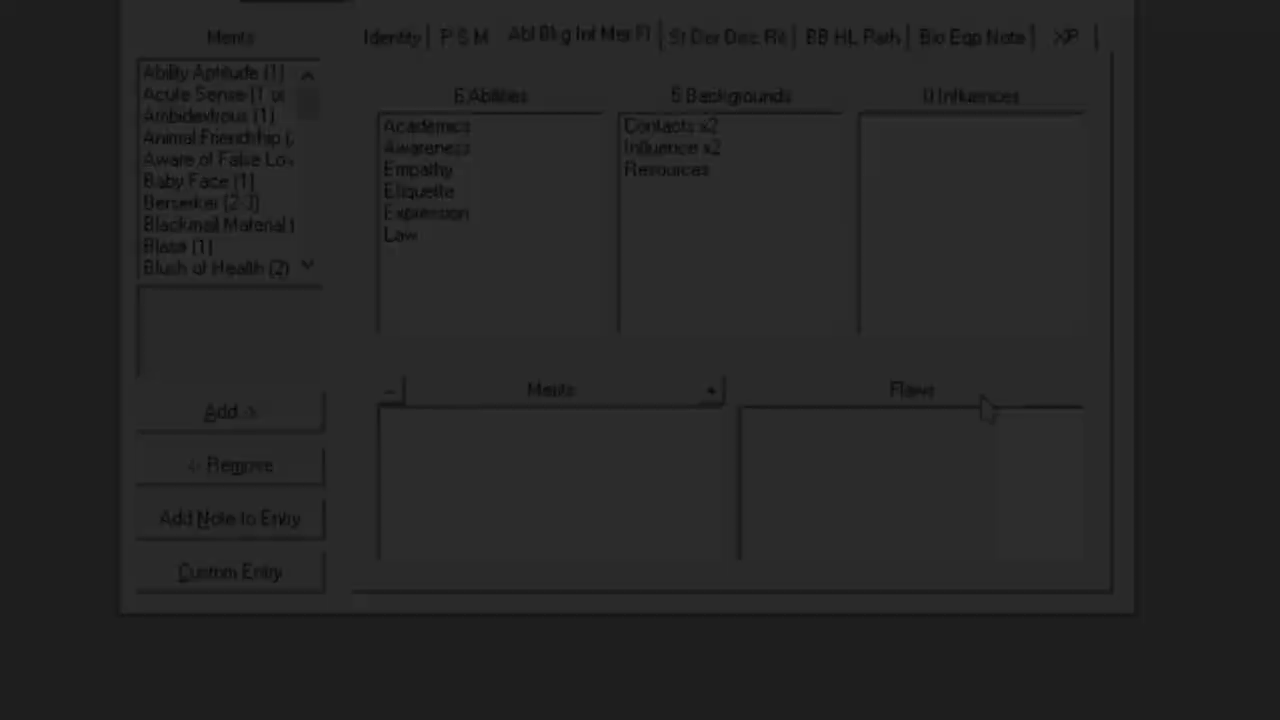 Merits
Identity | P S M | Abl Bkg Inf Mer Fl | St Der Disc Rit | BB HL Path | Bio Eqp Note | XP |
Ability Aptitude (1)
Acute Sense (1 or
Ambidextrous (1)
Animal Friendship (
Aware of False Lov
Baby Face (1)
Berserker (2-3)
Blackmail Material (
Blase (1)
Blush of Health (2)
6 Abilities
Academics
Awareness
Empathy
Etiquette
Expression
Law
5 Backgrounds
Contacts x2
Influence x2
Resources
0 Influences
Add ->
<- Remove
Add Note to Entry
Custom Entry
- Merits +
Flaws